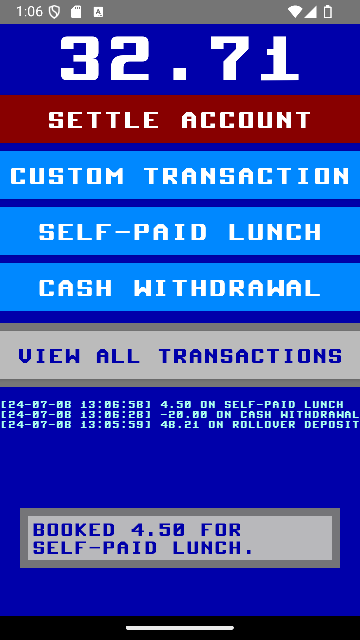 1:06
32.71
SETTLE ACCOUNT
CUSTOM TRANSACTION
SELF-PAID LUNCH
CASH WITHDRAWAL
VIEW ALL TRANSACTIONS
[24-07-08 13:06:58] 4.50 ON SELF-PAID LUNCH
[24-07-08 13:06:28] -20.00 ON CASH WITHDRAWAL
[24-07-08 13:05:59] 48.21 ON ROLLOVER DEPOSIT
BOOKED 4.50 FOR
SELF-PAID LUNCH.